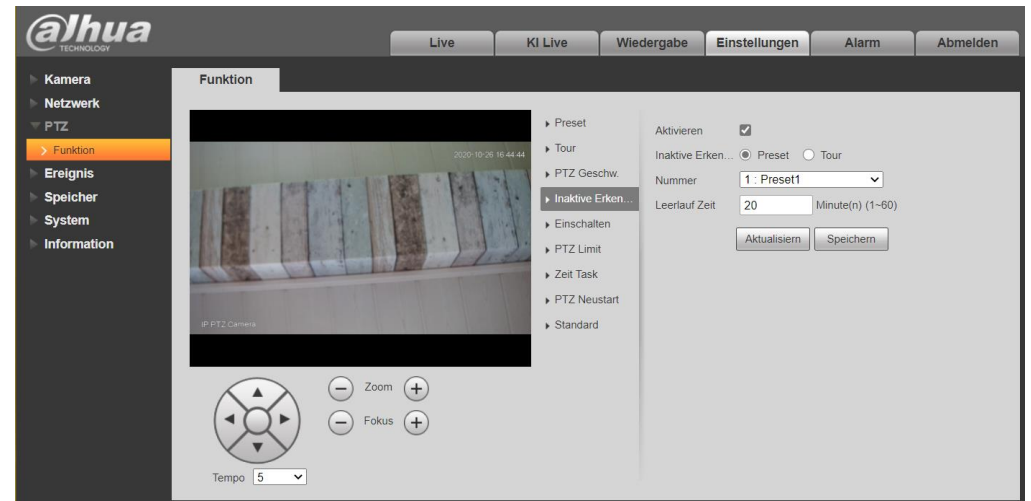 alhua
TECHNOLOGY
Live
KI Live
Wiedergabe
Einstellungen
Alarm
Abmelden
Kamera
Netzwerk
PTZ
Funktion
Ereignis
Speicher
System
Information
Funktion
2020-10-26 16:44:44
IP PTZ Camera
Zoom
Fokus
Tempo 5
Preset
Tour
PTZ Geschw.
Inaktive Erken...
Einschalten
PTZ Limit
Zeit Task
PTZ Neustart
Standard
Aktivieren
Inaktive Erken... Preset Tour
Nummer 1 : Preset1
Leerlauf Zeit 20 Minute(n) (1~60)
Aktualisiern Speichern